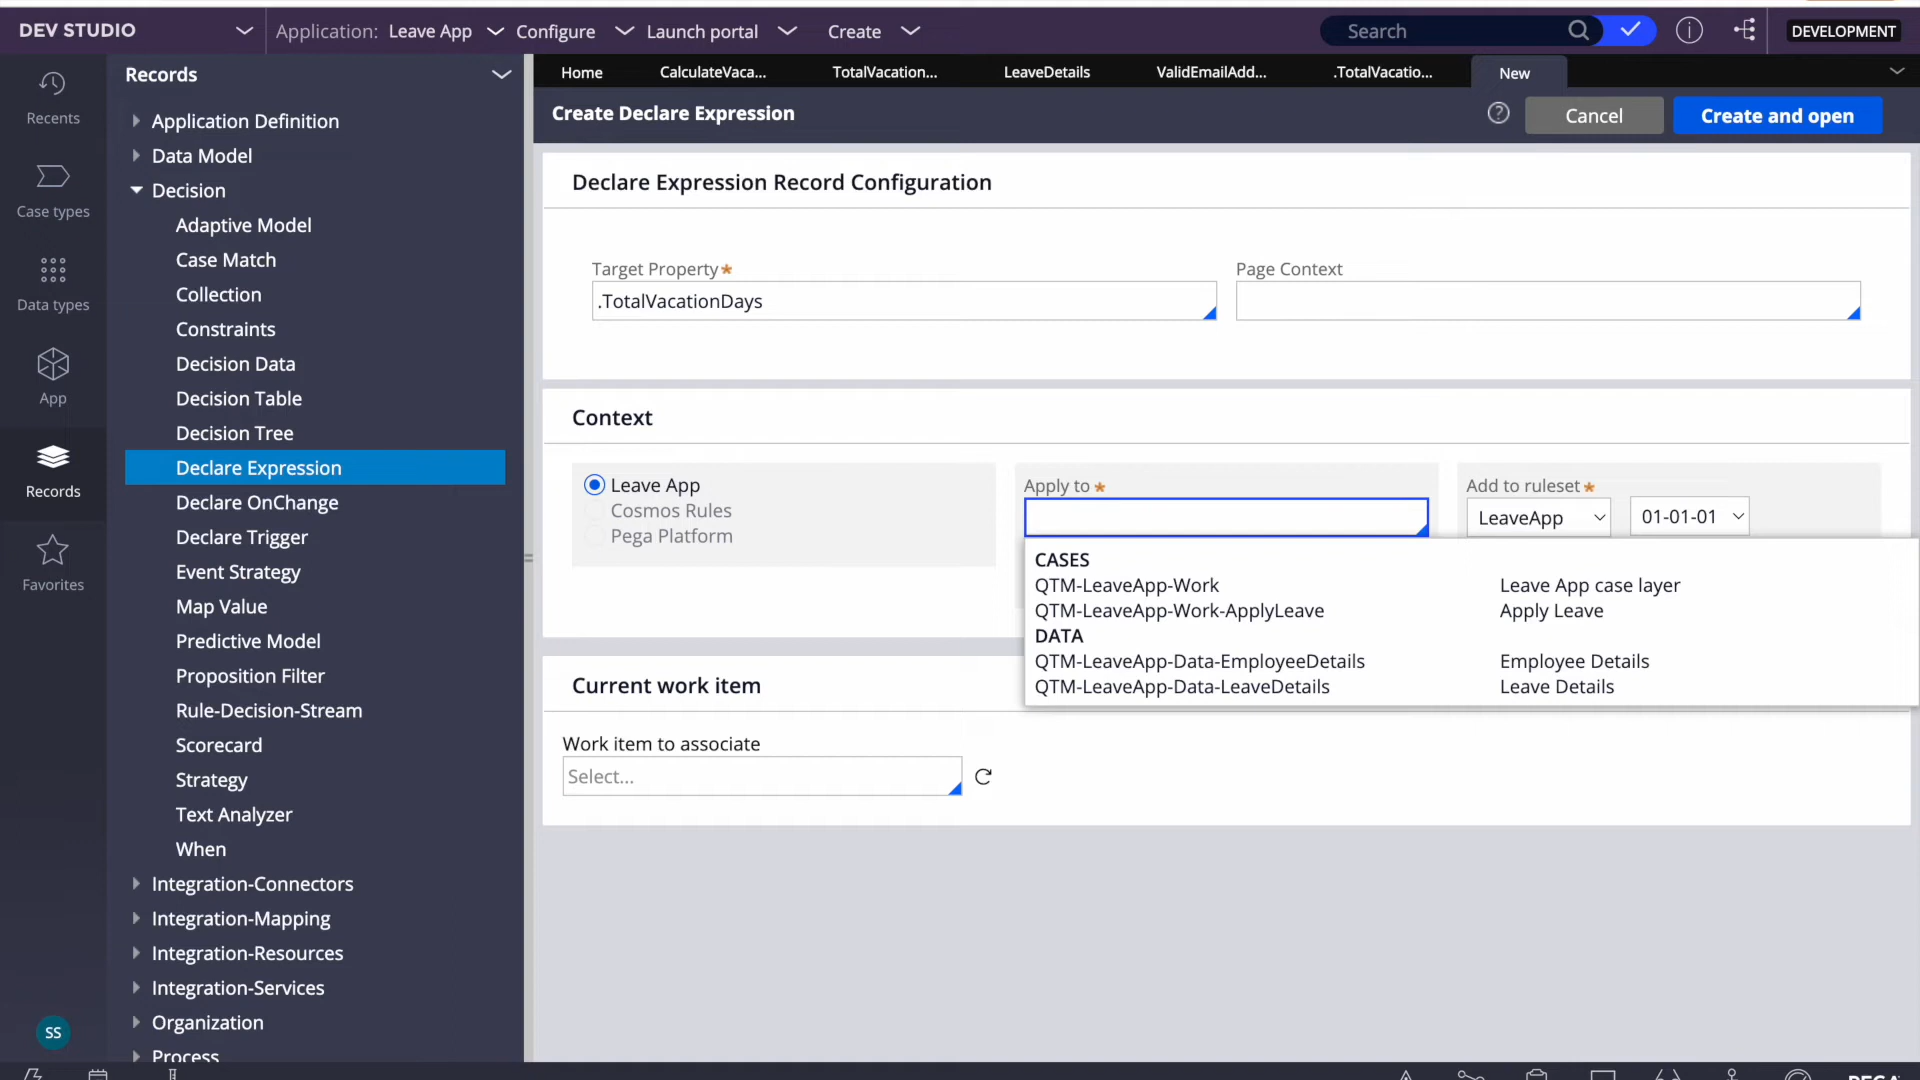 DEV STUDIO
Application: Leave App
Configure
Launch portal
Create
Search
DEVELOPMENT
Recents
Case types
Data types
App
Records
Favorites
SS
Records
Application Definition
Data Model
Decision
Adaptive Model
Case Match
Collection
Constraints
Decision Data
Decision Table
Decision Tree
Declare Expression
Declare OnChange
Declare Trigger
Event Strategy
Map Value
Predictive Model
Proposition Filter
Rule-Decision-Stream
Scorecard
Strategy
Text Analyzer
When
Integration-Connectors
Integration-Mapping
Integration-Resources
Integration-Services
Organization
Process
Home
CalculateVaca...
TotalVacation...
LeaveDetails
ValidEmailAdd...
.TotalVacatio...
New
Create Declare Expression
Cancel
Create and open
Declare Expression Record Configuration
Target Property*
.TotalVacationDays
Page Context
Context
Leave App
Cosmos Rules
Pega Platform
Apply to *
Add to ruleset *
LeaveApp
01-01-01
CASES
QTM-LeaveApp-Work Leave App case layer
QTM-LeaveApp-Work-ApplyLeave Apply Leave
DATA
QTM-LeaveApp-Data-EmployeeDetails Employee Details
QTM-LeaveApp-Data-LeaveDetails Leave Details
Current work item
Work item to associate
Select...
PEGA